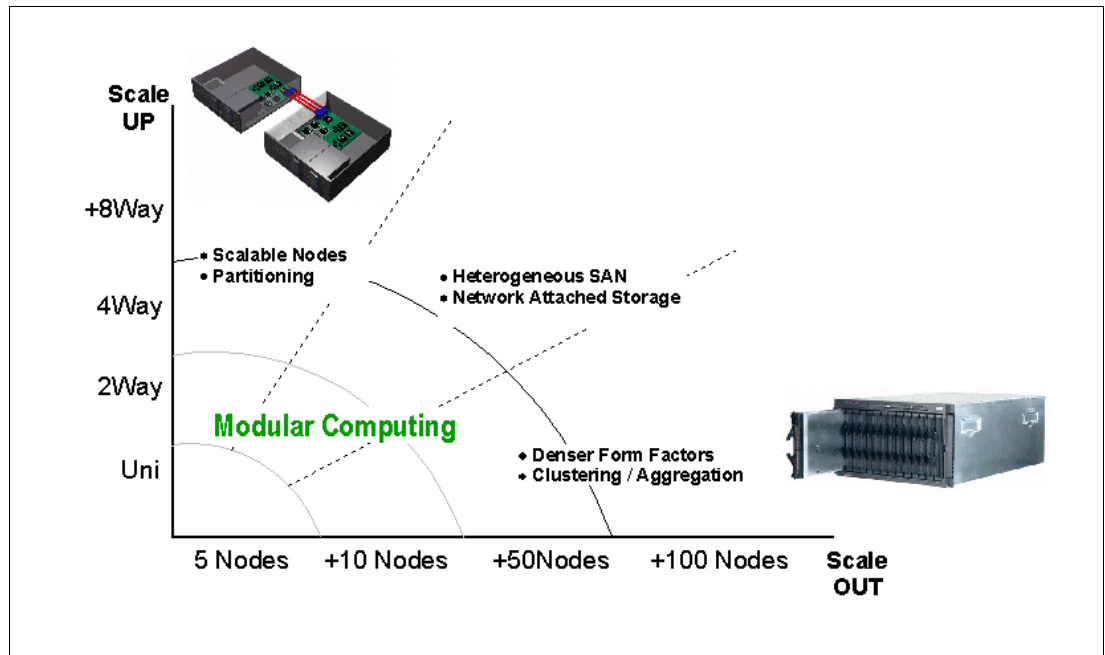 Scale
UP
+8Way
• Scalable Nodes
• Partitioning
• Heterogeneous SAN
• Network Attached Storage
4Way
2Way
Modular Computing
Uni
• Denser Form Factors
• Clustering / Aggregation
5 Nodes
+10 Nodes
+50Nodes
+100 Nodes
Scale
OUT